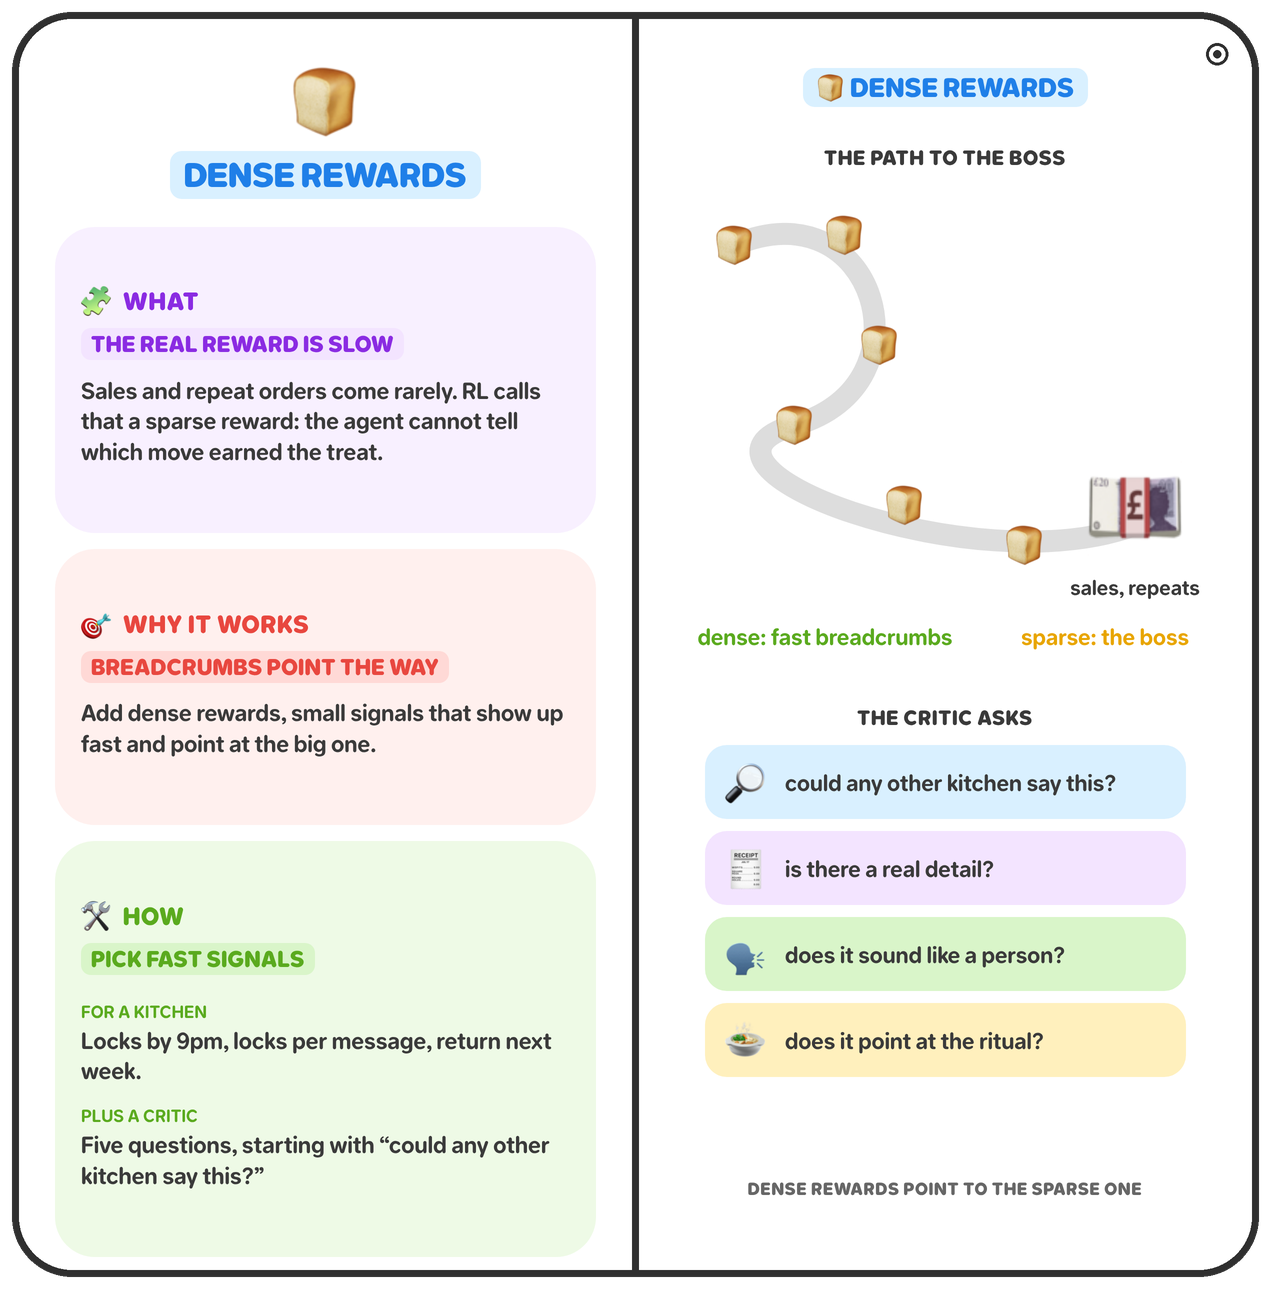 DENSE REWARDS
WHAT
THE REAL REWARD IS SLOW
Sales and repeat orders come rarely. RL calls
that a sparse reward: the agent cannot tell
which move earned the treat.
WHY IT WORKS
BREADCRUMBS POINT THE WAY
Add dense rewards, small signals that show up
fast and point at the big one.
HOW
PICK FAST SIGNALS
FOR A KITCHEN
Locks by 9pm, locks per message, return next
week.
PLUS A CRITIC
Five questions, starting with “could any other
kitchen say this?”
DENSE REWARDS
THE PATH TO THE BOSS
£20
£
sales, repeats
dense: fast breadcrumbs
sparse: the boss
THE CRITIC ASKS
could any other kitchen say this?
RECEIPT
is there a real detail?
does it sound like a person?
does it point at the ritual?
DENSE REWARDS POINT TO THE SPARSE ONE